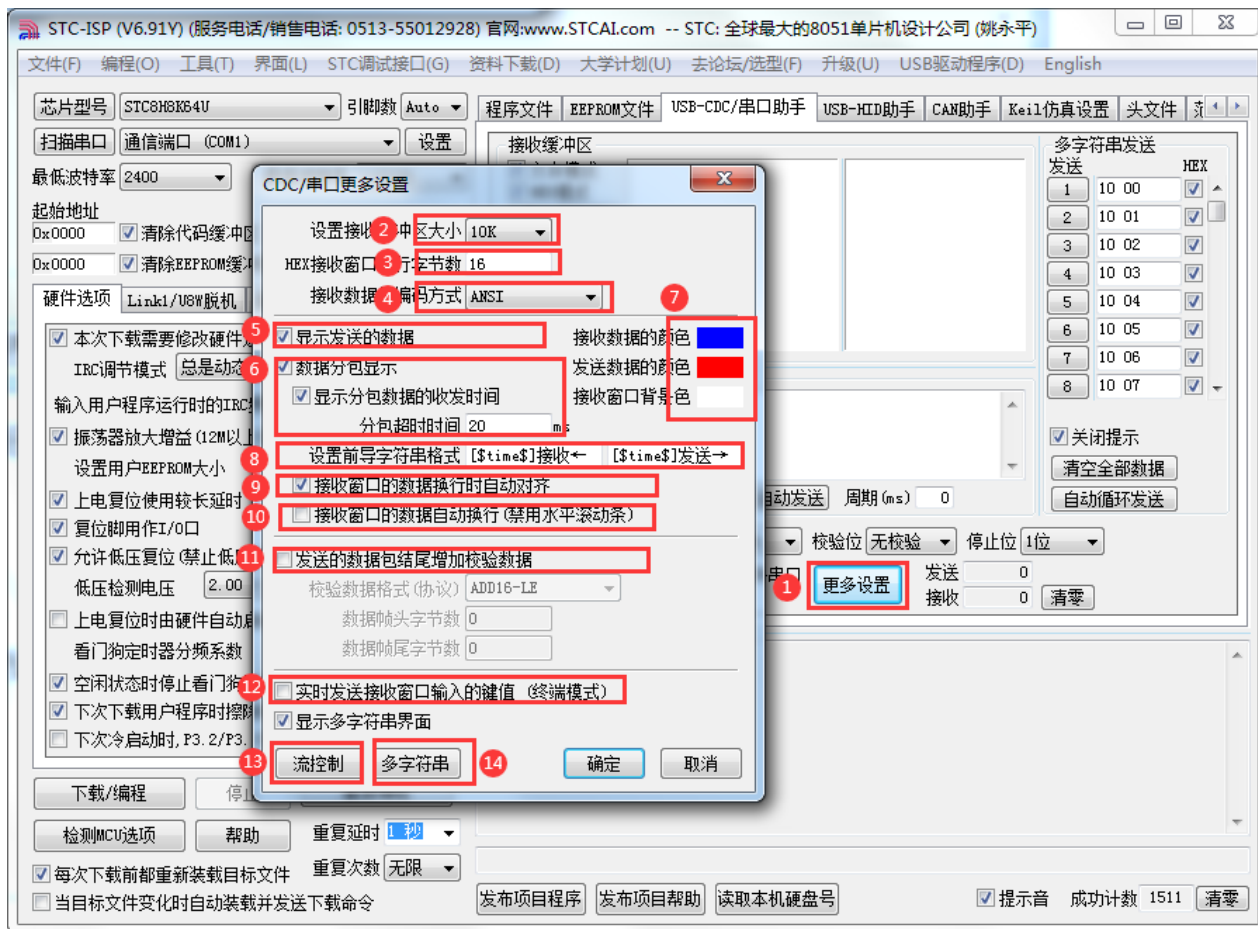 STC-ISP (V6.91Y) (服务电话/销售电话: 0513-55012928) 官网:www.STCAI.com -- STC: 全球最大的8051单片机设计公司 (姚永平)
文件(F) 编程(O) 工具(T) 界面(L) STC调试接口(G) 资料下载(D) 大学计划(U) 去论坛/选型(F) 升级(U) USB驱动程序(D) English
芯片型号 STC8H8K64U 引脚数 Auto
扫描串口 通信端口 (COM1) 设置
最低波特率 2400
起始地址
0x0000 清除代码缓冲区
0x0000 清除EEPROM缓冲
硬件选项 Link1/U8W脱机
本次下载需要修改硬件
IRC调节模式 总是动态
输入用户程序运行时的IRC
振荡器放大增益(12M以上
设置用户EEPROM大小
上电复位使用较长延时
复位脚用作I/O口
允许低压复位(禁止低
低压检测电压 2.00
上电复位时由硬件自动
看门狗定时器分频系数
空闲状态时停止看门狗
下次下载用户程序时擦除
下次冷启动时,P3.2/P3.
下载/编程
检测MCU选项 帮助 重复延时 1 秒
每次下载前都重新装载目标文件 重复次数 无限
当目标文件变化时自动装载并发送下载命令
程序文件 EEPROM文件 USB-CDC/串口助手 USB-HID助手 CAN助手 Keil仿真设置 头文件
接收缓冲区
多字符串发送
发送 HEX
1 10 00
2 10 01
3 10 02
4 10 03
5 10 04
6 10 05
7 10 06
8 10 07
关闭提示
清空全部数据
自动循环发送
自动发送 周期(ms) 0
校验位 无校验 停止位 1位
串口 1 更多设置 发送 0
接收 0 清零
发布项目程序 发布项目帮助 读取本机硬盘号 提示音 成功计数 1511 清零
CDC/串口更多设置
设置接收 2 冲区大小 10K
HEX接收窗口 3 行字节数 16
接收数据 4 编码方式 ANSI
5 显示发送的数据
6 数据分包显示
显示分包数据的收发时间
分包超时时间 20 ms
7
接收数据的颜色
发送数据的颜色
接收窗口背景色
8 设置前导字符串格式 [$time$]接收← [$time$]发送→
9 接收窗口的数据换行时自动对齐
10 接收窗口的数据自动换行(禁用水平滚动条)
11 发送的数据包结尾增加校验数据
校验数据格式(协议) ADD16-LE
数据帧头字节数 0
数据帧尾字节数 0
12 实时发送接收窗口输入的键值 (终端模式)
显示多字符串界面
13 流控制 多字符串 14 确定 取消